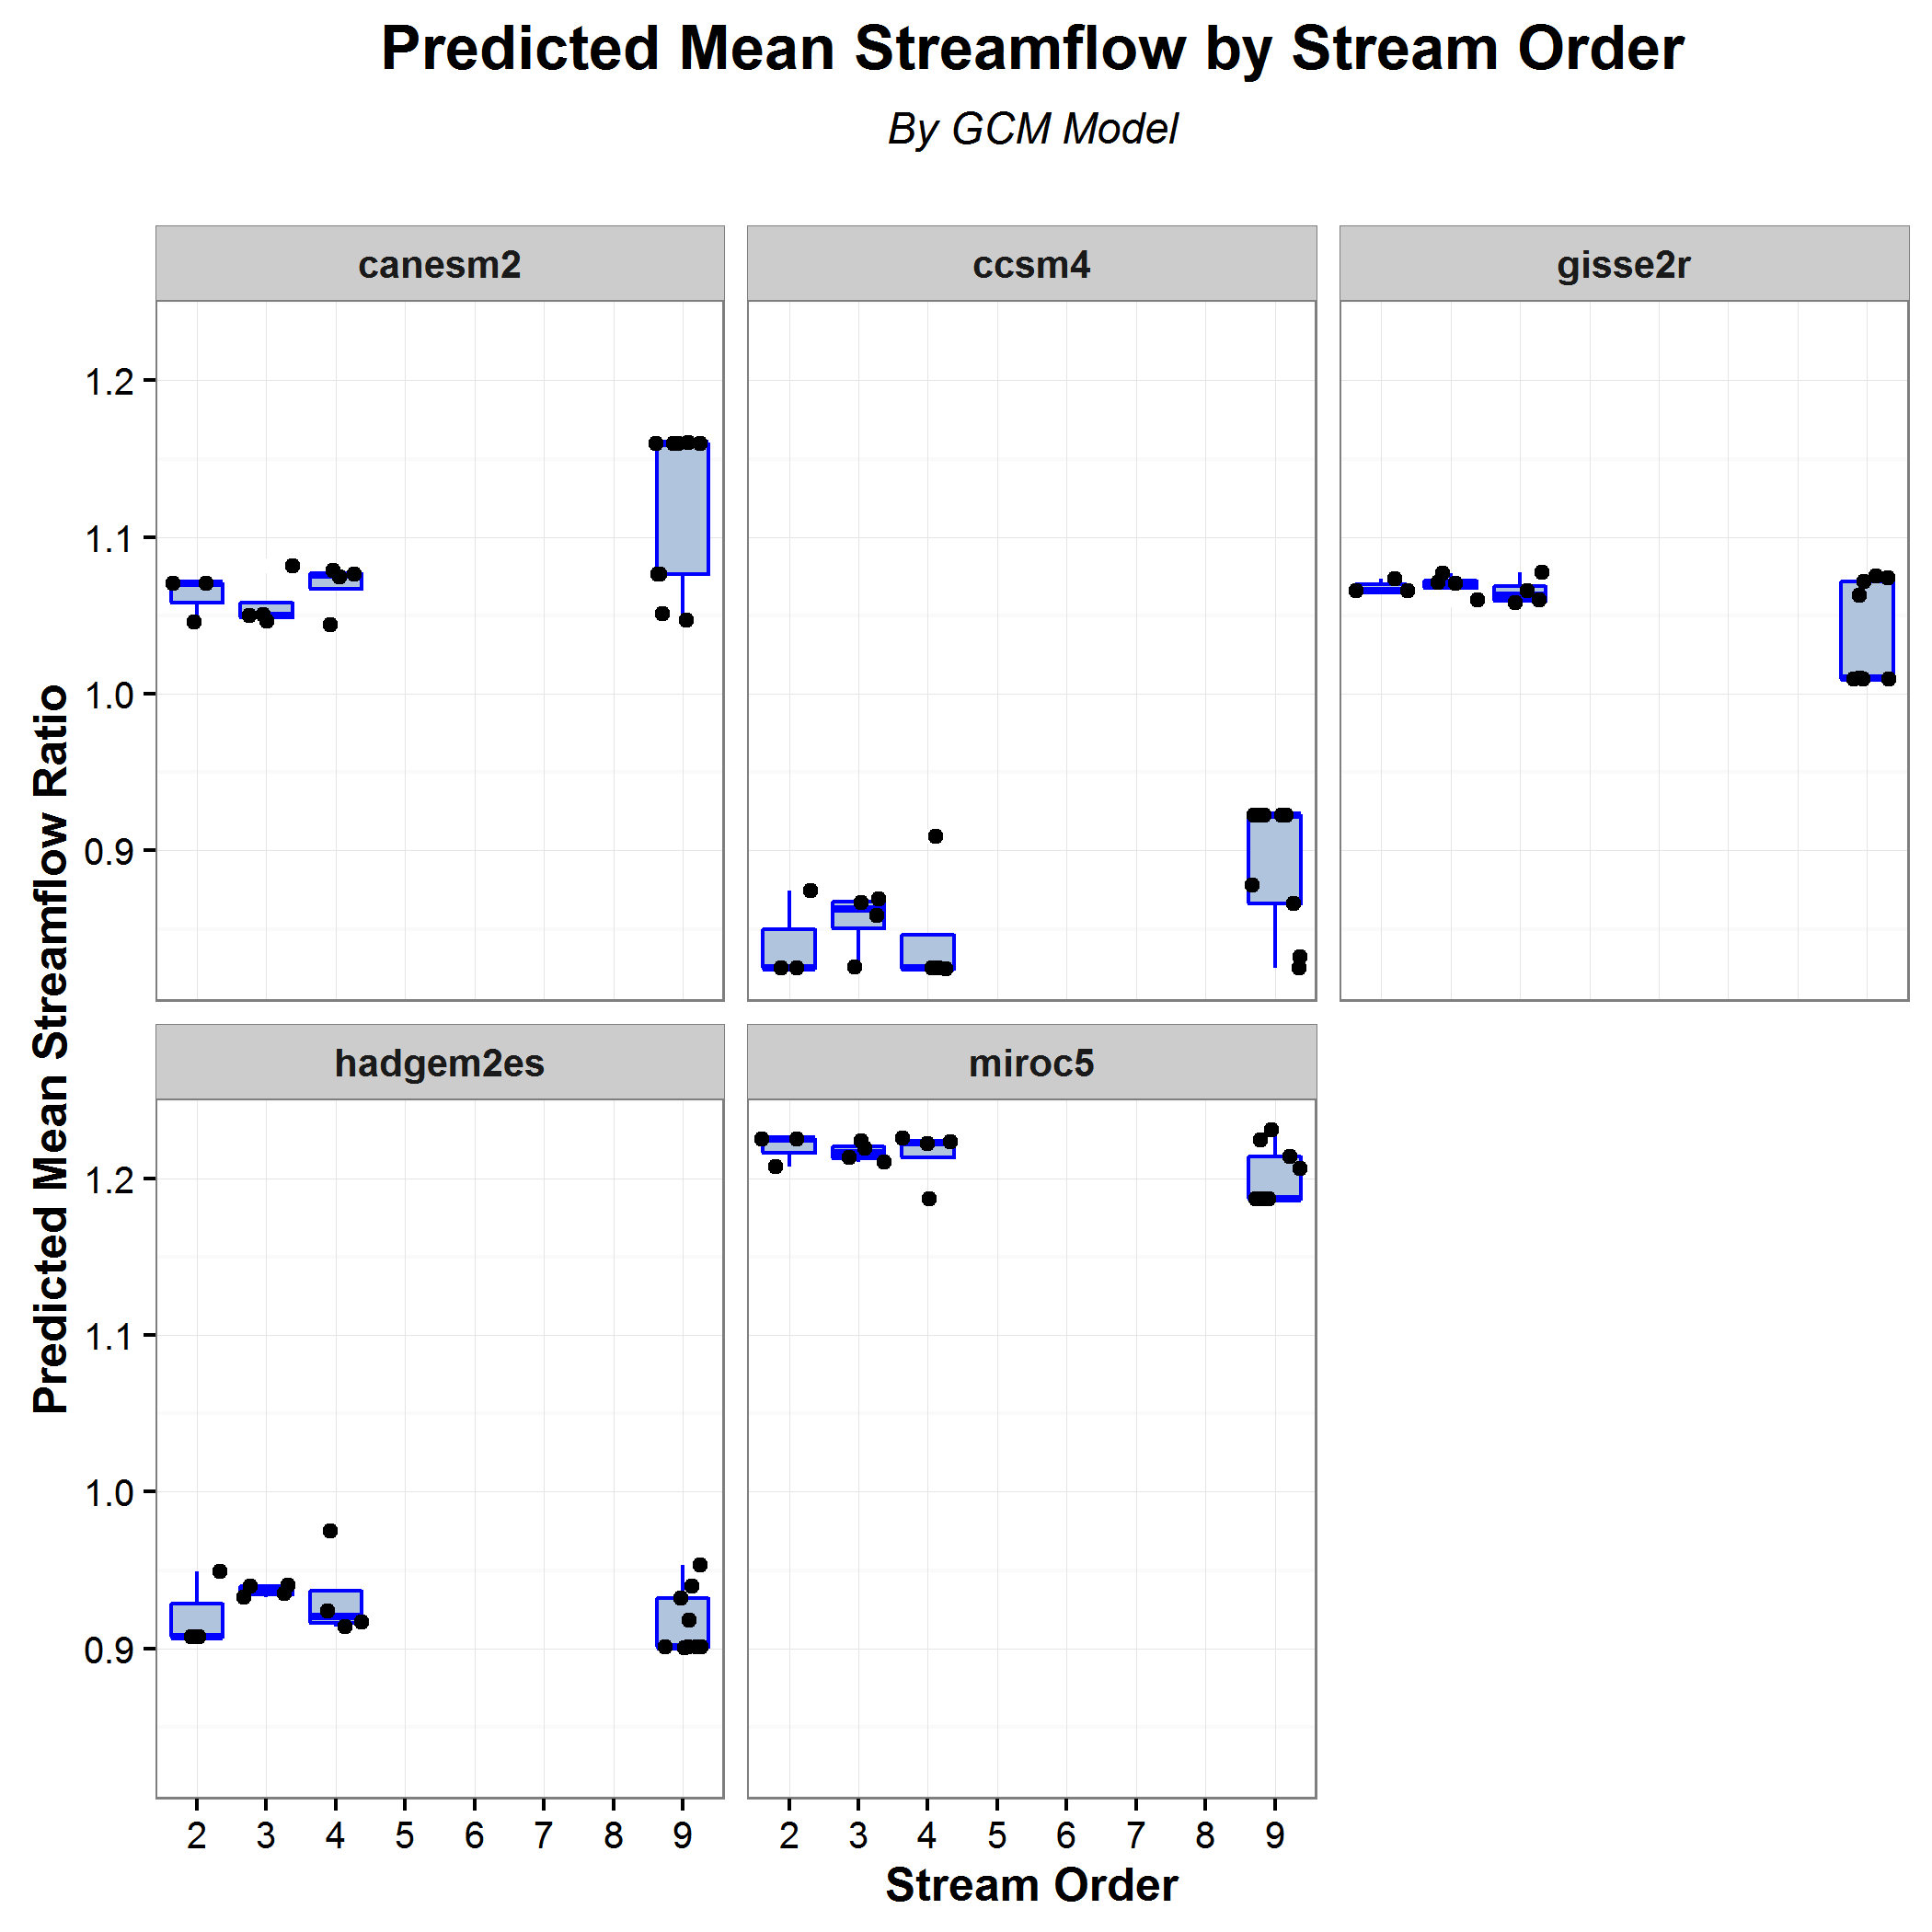 Predicted Mean Streamflow by Stream Order
By GCM Model
canesm2
ccsm4
gisse2r
1.2
1.1
1.0
0.9
hadgem2es
miroc5
1.2
1.1
1.0
0.9
Predicted Mean Streamflow Ratio
2 3 4 5 6 7 8 9
2 3 4 5 6 7 8 9
Stream Order